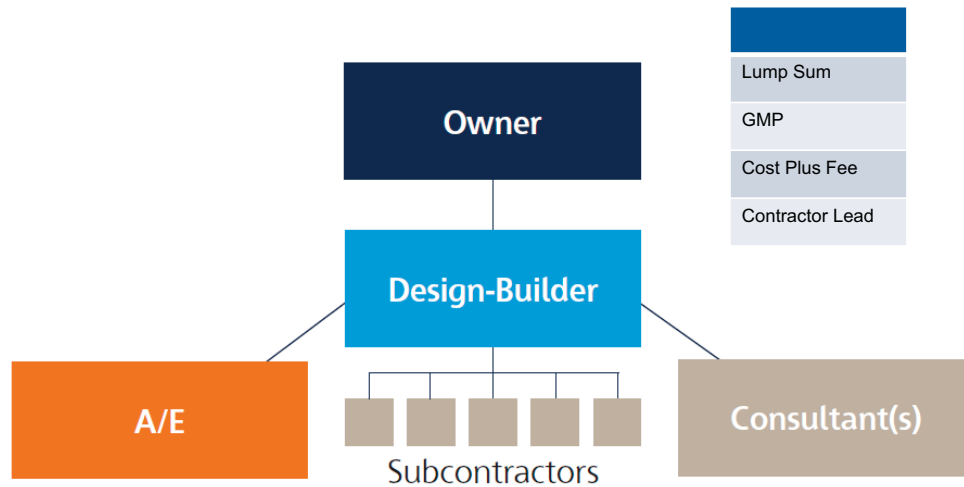 Owner
Design-Builder
A/E
Subcontractors
Consultant(s)
Lump Sum
GMP
Cost Plus Fee
Contractor Lead